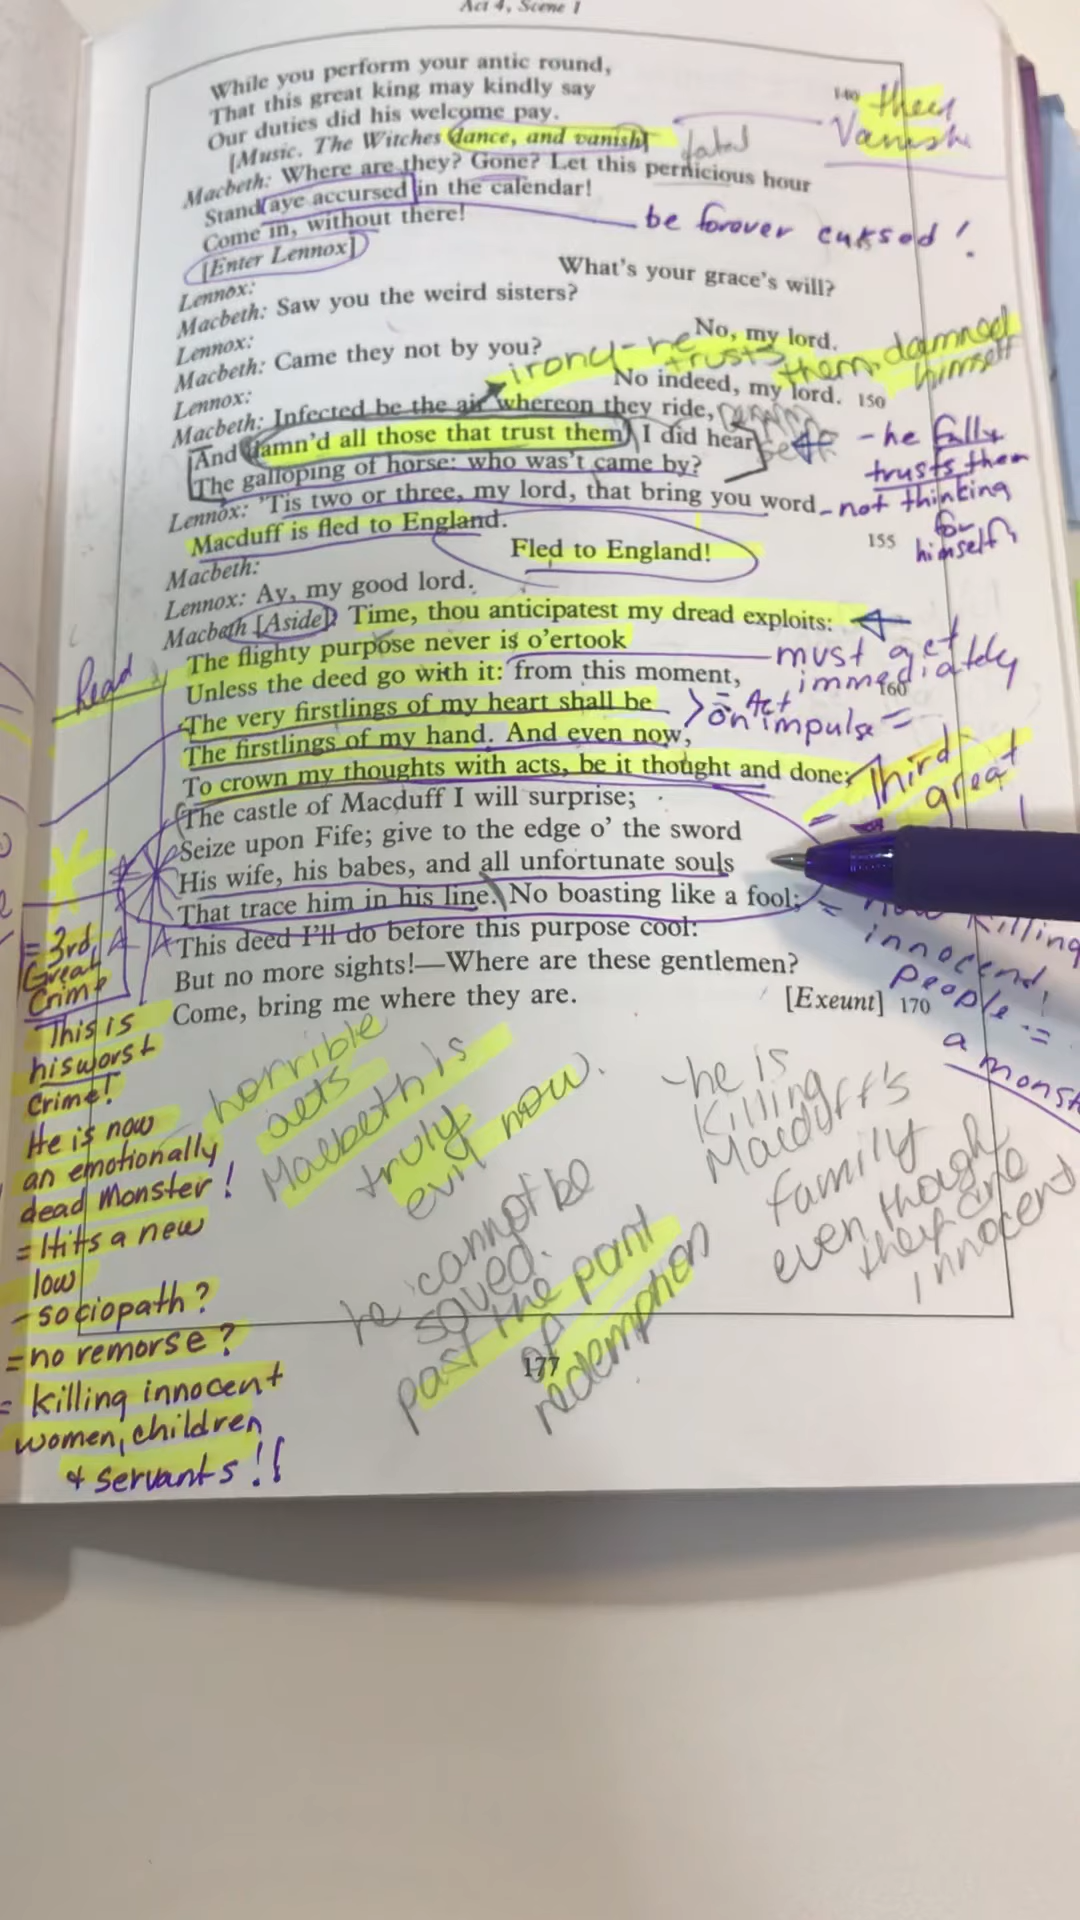 Act 4, Scene 1
While you perform your antic round,
That this great king may kindly say
Our duties did his welcome pay.
140
they
Vanish
[Music. The Witches dance, and vanish]
fated
Macbeth: Where are they? Gone? Let this pernicious hour
Stand aye accursed in the calendar!
be forever cursed!
Come in, without there!
[Enter Lennox]
Lennox:
What's your grace's will?
Macbeth: Saw you the weird sisters?
Lennox:
No, my lord.
Macbeth: Came they not by you?
irony - he trusts them. damned himself
Lennox:
No indeed, my lord. 150
Macbeth: Infected be the air whereon they ride,
And damn'd all those that trust them! I did hear
The galloping of horse: who was't came by?
- he fully
trusts them
- not thinking
for
himself
Lennox: 'Tis two or three, my lord, that bring you word
Macduff is fled to England.
155
Macbeth:
Fled to England!
Lennox: Ay, my good lord.
Macbeth [Aside]: Time, thou anticipatest my dread exploits:
The flighty purpose never is o'ertook
must act
immediately
Read
Unless the deed go with it: from this moment,
160
The very firstlings of my heart shall be
Act
on impulse =
The firstlings of my hand. And even now,
To crown my thoughts with acts, be it thought and done:
Third
great
The castle of Macduff I will surprise;
Seize upon Fife; give to the edge o' the sword
His wife, his babes, and all unfortunate souls
That trace him in his line. No boasting like a fool;
This deed I'll do before this purpose cool:
But no more sights!—Where are these gentlemen?
Come, bring me where they are.
[Exeunt] 170
= killing
innocent
people! =
a monst
= 3rd
Great
Crime
This is
his worst
crime!
He is now
an emotionally
dead monster!
= Hits a new
low
- sociopath?
= no remorse?
= killing innocent
women, children
& servants!!
- horrible
acts
Macbeth is
truly
evil now.
he cannot be
saved.
past the point
of
redemption
- he is
killing
Macduff's
family
even though
they are
innocent
177